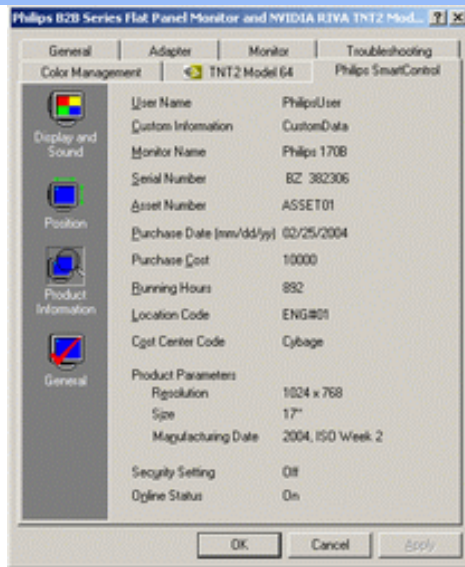 Philips B2B Series Flat Panel Monitor and NVIDIA RIVA TNT2 Mod... ? X
General Adapter Monitor Troubleshooting
Color Management TNT2 Model 64 Philips SmartControl
User Name PhilipsUser
Custom Information CustomData
Display and Sound
Monitor Name Philips 170B
Serial Number BZ 382306
Asset Number ASSET01
Position
Purchase Date (mm/dd/yy) 02/25/2004
Purchase Cost 10000
Product Information
Running Hours 892
Location Code ENG#01
Cost Center Code Cybage
General
Product Parameters
Resolution 1024 x 768
Size 17"
Manufacturing Date 2004, ISO Week 2
Security Setting Off
Online Status On
OK Cancel Apply